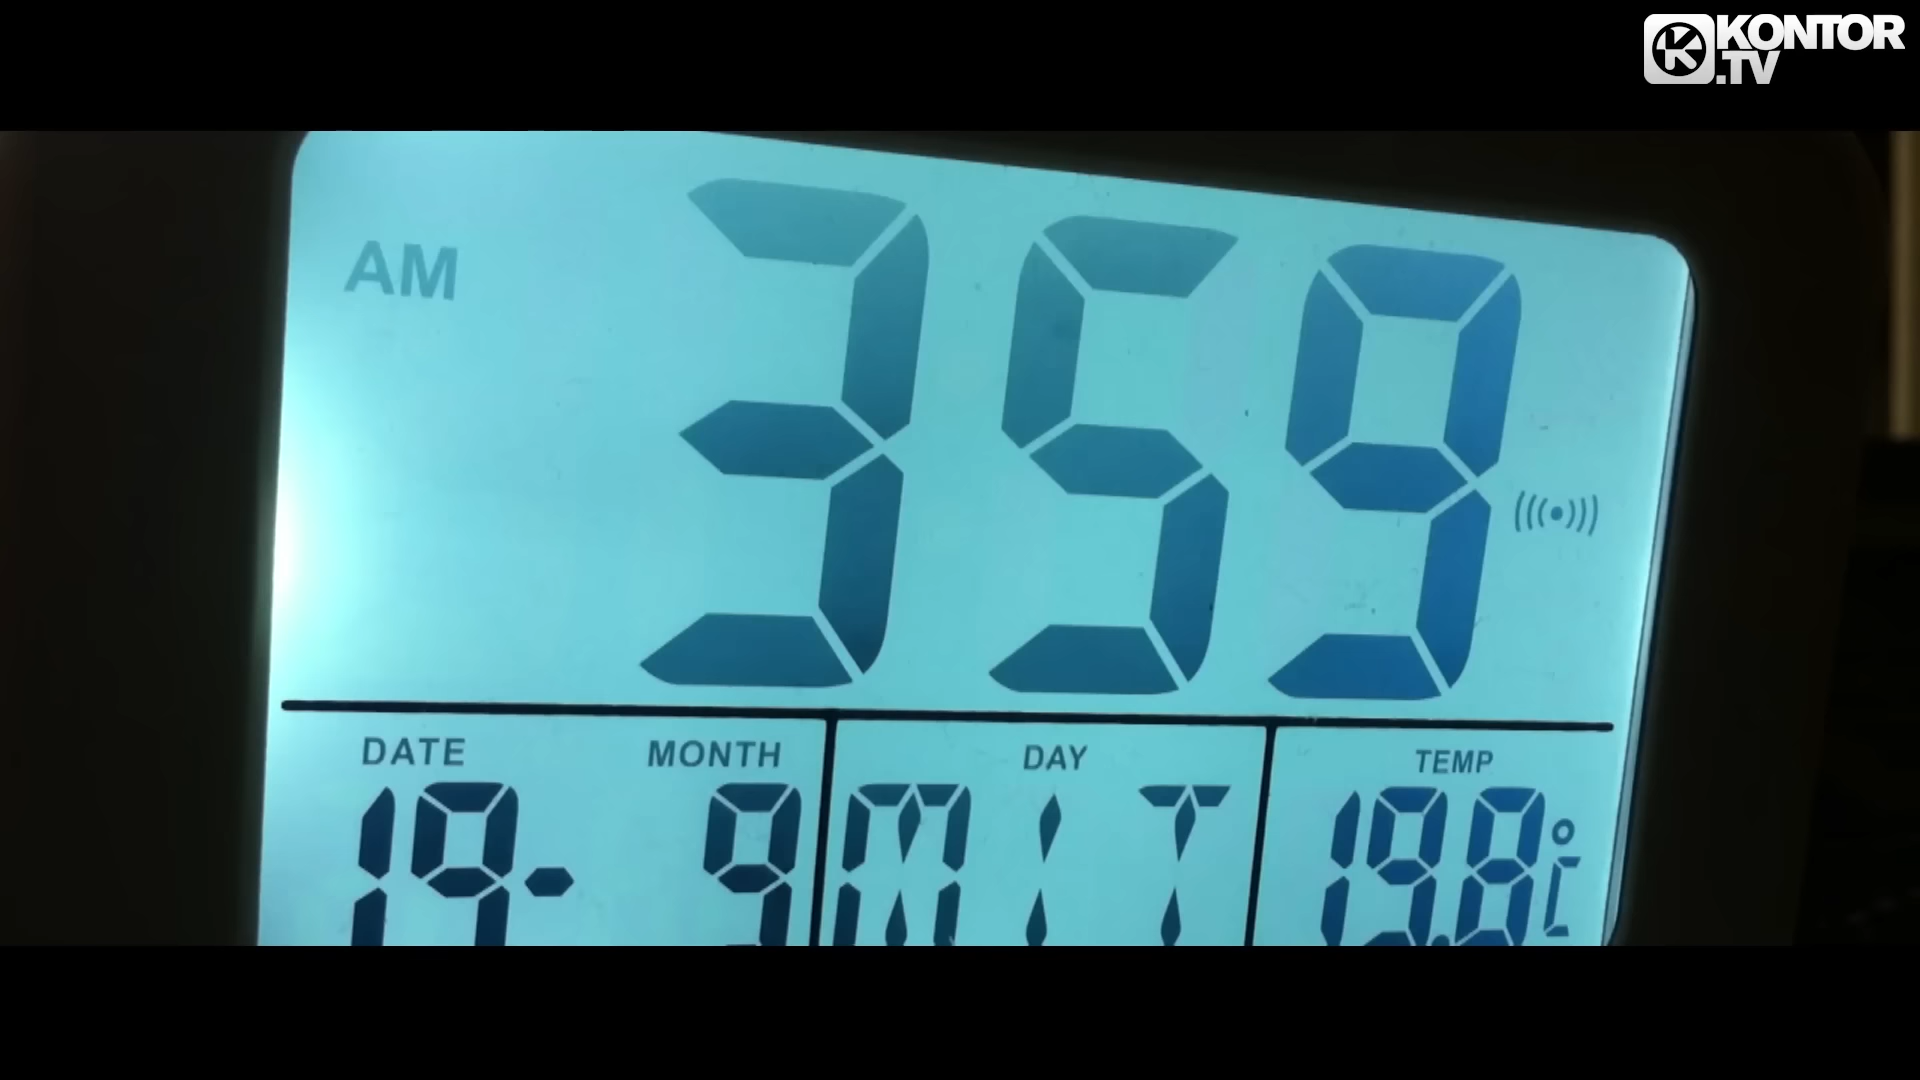 KONTOR
.TV
AM
359
DATE MONTH DAY TEMP
19- 9 MIT 19.8°C